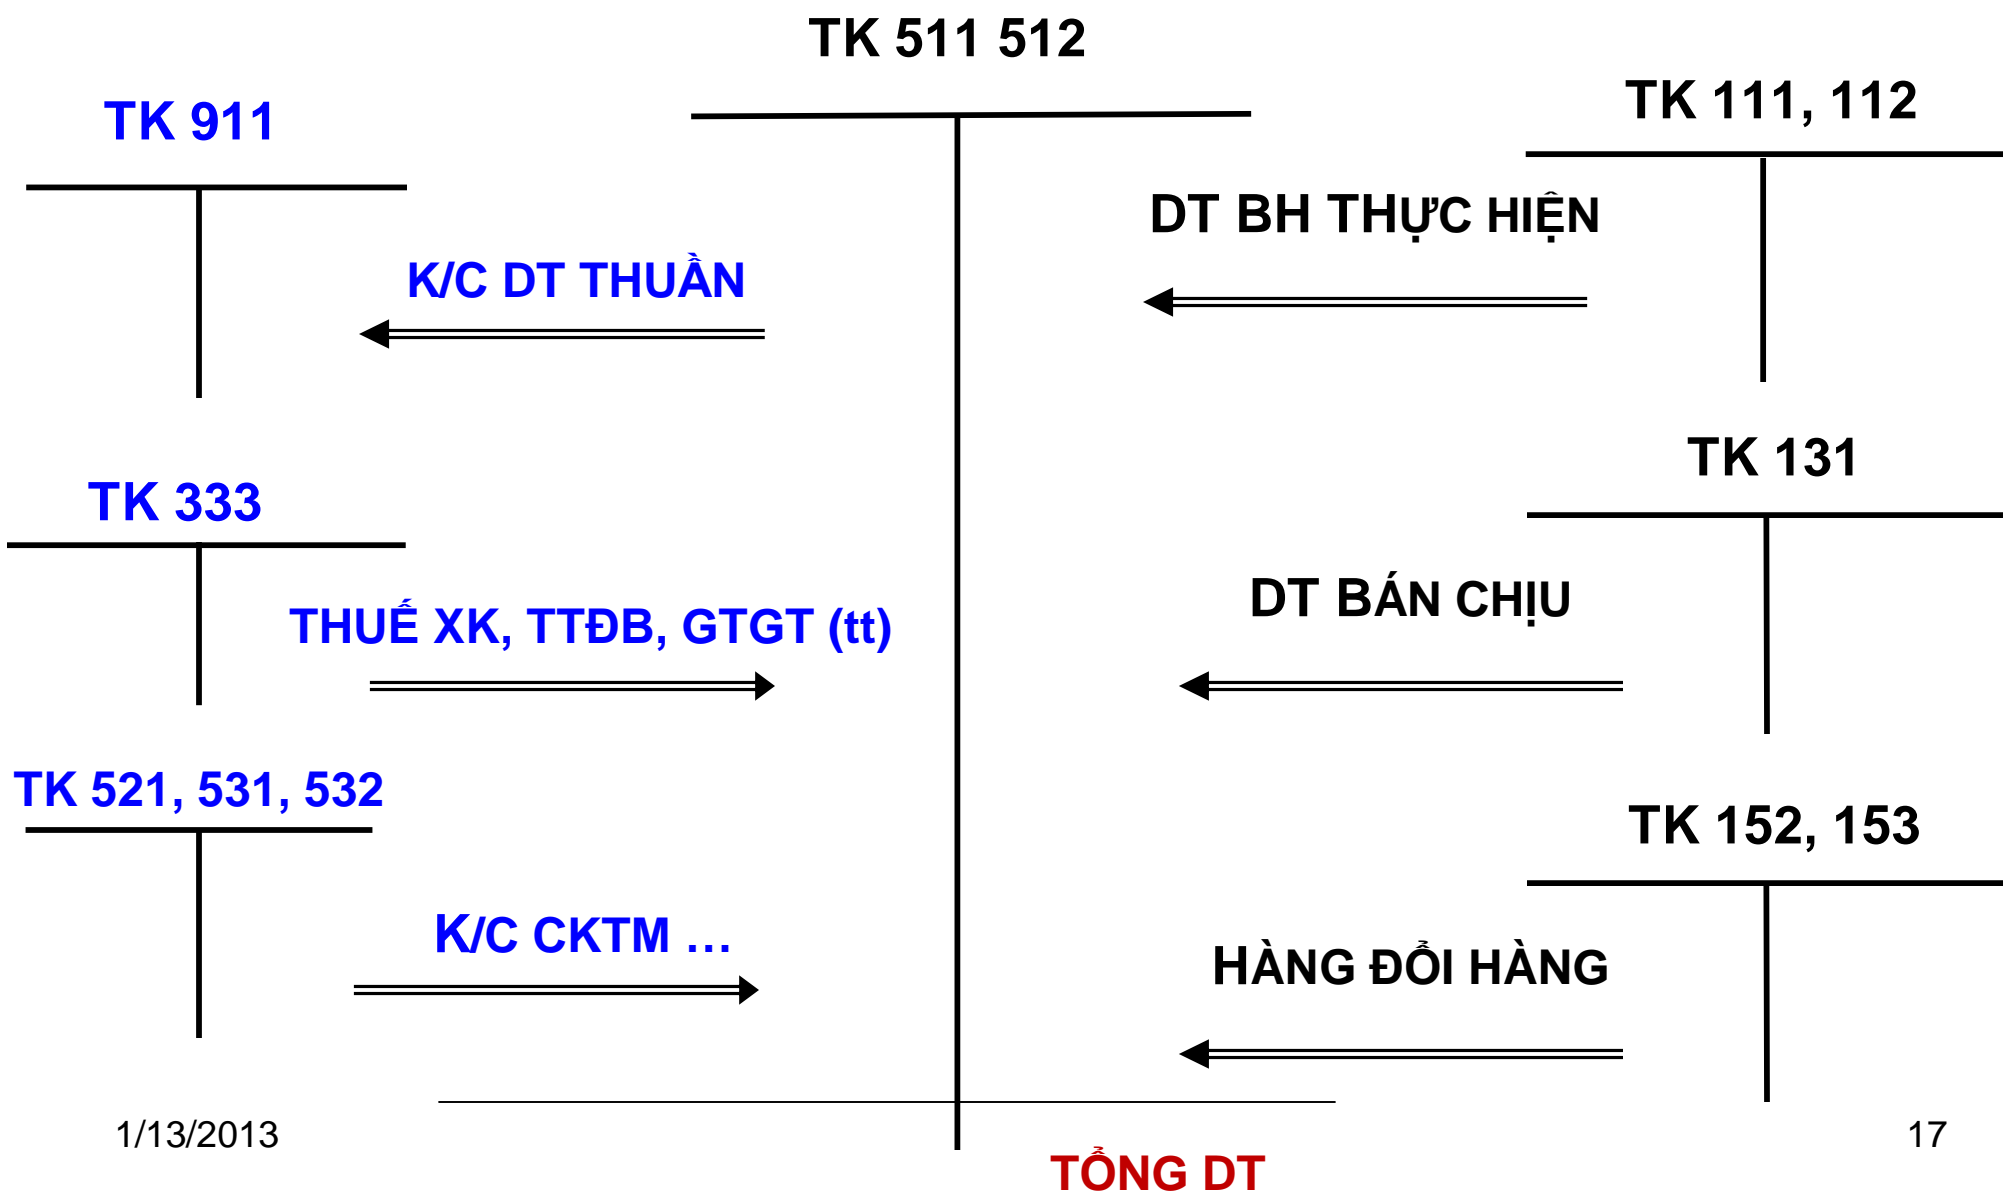 TK 511 512
TK 911
TK 111, 112
DT BH THỰC HIỆN
K/C DT THUẦN
TK 131
TK 333
DT BÁN CHỊU
THUẾ XK, TTĐB, GTGT (tt)
TK 521, 531, 532
TK 152, 153
K/C CKTM …
HÀNG ĐỔI HÀNG
1/13/2013
17
TỔNG DT